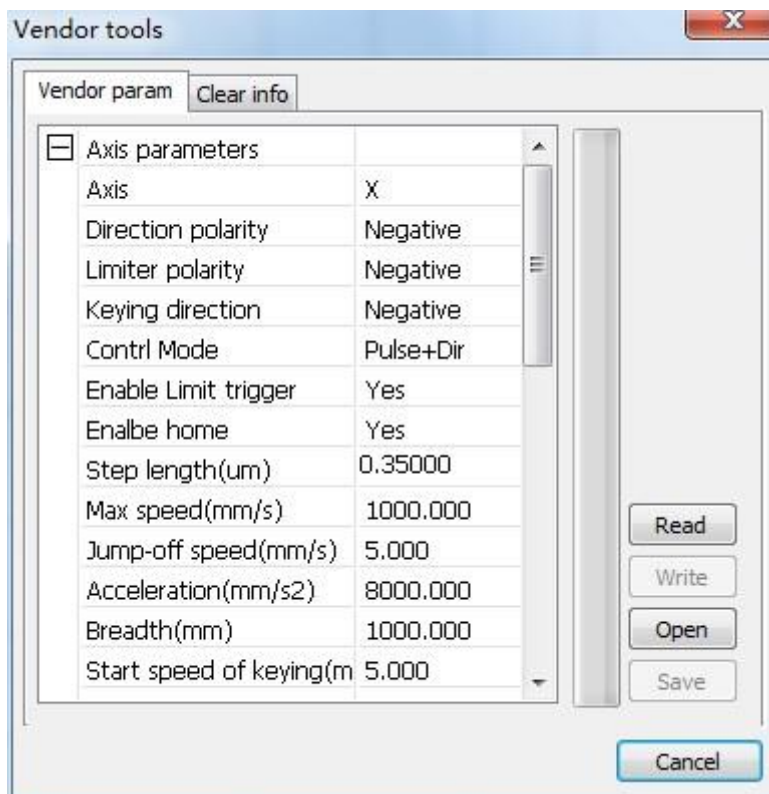 Vendor tools
Vendor param Clear info
Axis parameters
Axis X
Direction polarity Negative
Limiter polarity Negative
Keying direction Negative
Contrl Mode Pulse+Dir
Enable Limit trigger Yes
Enalbe home Yes
Step length(um) 0.35000
Max speed(mm/s) 1000.000
Jump-off speed(mm/s) 5.000
Acceleration(mm/s2) 8000.000
Breadth(mm) 1000.000
Start speed of keying(m 5.000
Read
Write
Open
Save
Cancel